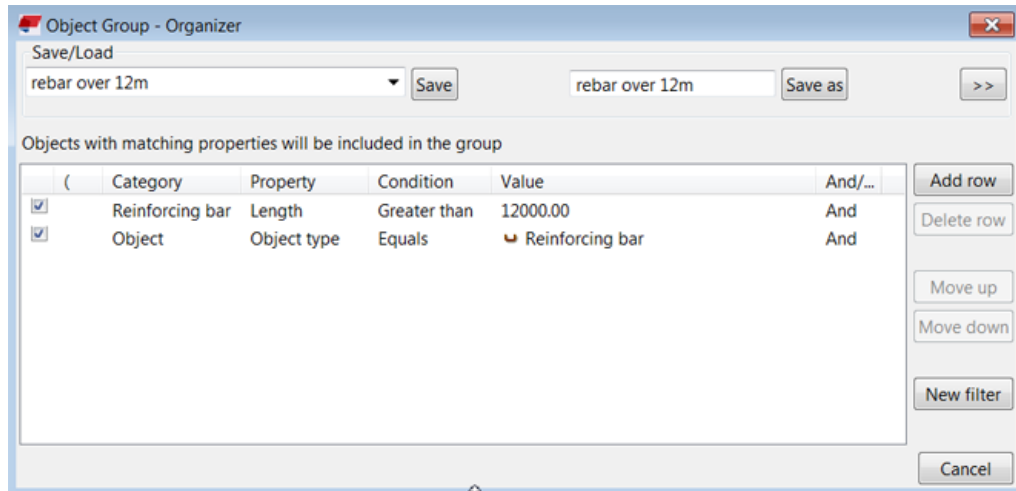 Object Group - Organizer
Save/Load
rebar over 12m Save rebar over 12m Save as >>
Objects with matching properties will be included in the group
( Category Property Condition Value And/... Add row
Reinforcing bar Length Greater than 12000.00 And
Delete row
Object Object type Equals Reinforcing bar And
Move up
Move down
New filter
Cancel